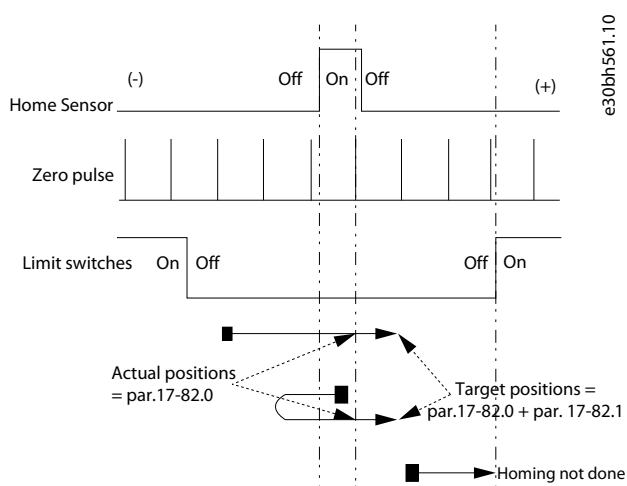 e30bh561.10
(-)
Off On Off
(+)
Home Sensor
Zero pulse
Limit switches On Off
Off On
Actual positions
= par.17-82.0
Target positions =
par.17-82.0 + par. 17-82.1
Homing not done